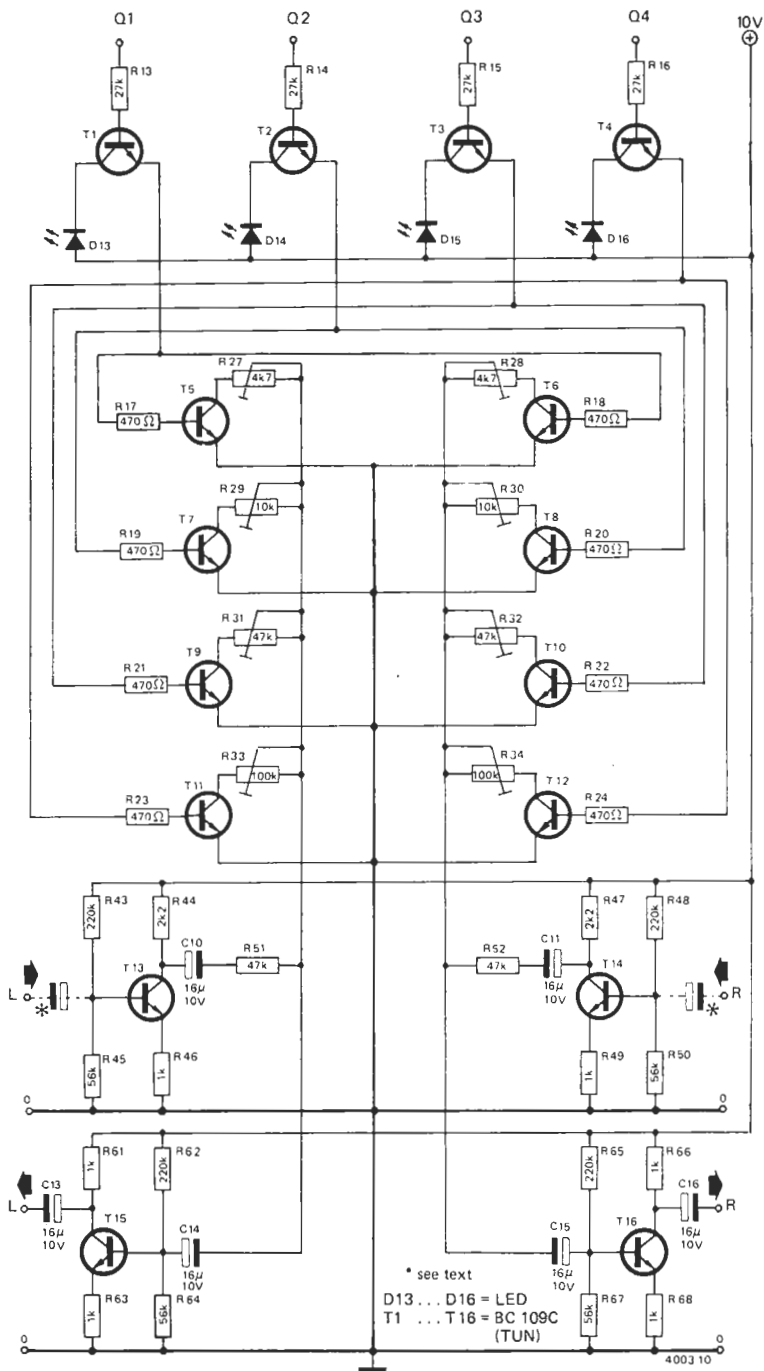 Q1 Q2 Q3 Q4 10V
⊕
R13 27k R14 27k R15 27k R16 27k
T1 T2 T3 T4
D13 D14 D15 D16
R27 4k7 R28 4k7
T5 T6
R17 470Ω R18 470Ω
R29 10k R30 10k
T7 T8
R19 470Ω R20 470Ω
R31 47k R32 47k
T9 T10
R21 470Ω R22 470Ω
R33 100k R34 100k
T11 T12
R23 470Ω R24 470Ω
R43 220k R44 2k2 R47 2k2 R48 220k
C10 16µ 10V R51 47k R52 47k C11 16µ 10V
T13 T14
L * * R
R45 56k R46 1k R49 1k R50 56k
0 0
R61 1k R62 220k R65 220k R66 1k
L C13 16µ 10V C16 16µ 10V R
T15 C14 16µ 10V C15 16µ 10V T16
R63 1k R64 56k R67 56k R68 1k
* see text
D13 ... D16 = LED
T1 ... T16 = BC 109C
(TUN)
0 0
4003 10